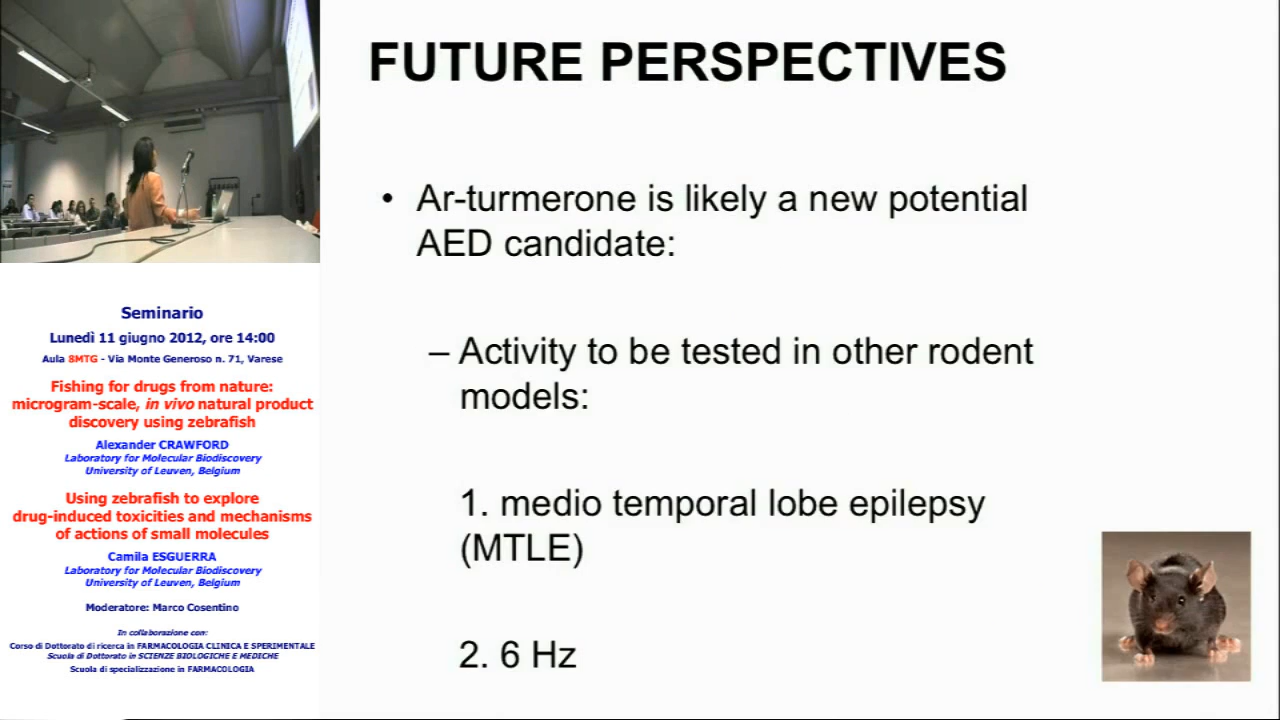 FUTURE PERSPECTIVES
• Ar-turmerone is likely a new potential
AED candidate:
– Activity to be tested in other rodent
models:
1. medio temporal lobe epilepsy
(MTLE)
2. 6 Hz
Seminario
Lunedì 11 giugno 2012, ore 14:00
Aula 8MTG - Via Monte Generoso n. 71, Varese
Fishing for drugs from nature:
microgram-scale, in vivo natural product
discovery using zebrafish
Alexander CRAWFORD
Laboratory for Molecular Biodiscovery
University of Leuven, Belgium
Using zebrafish to explore
drug-induced toxicities and mechanisms
of actions of small molecules
Camila ESGUERRA
Laboratory for Molecular Biodiscovery
University of Leuven, Belgium
Moderatore: Marco Cosentino
In collaborazione con:
Corso di Dottorato di ricerca in FARMACOLOGIA CLINICA E SPERIMENTALE
Scuola di Dottorato in SCIENZE BIOLOGICHE E MEDICHE
Scuola di specializzazione in FARMACOLOGIA